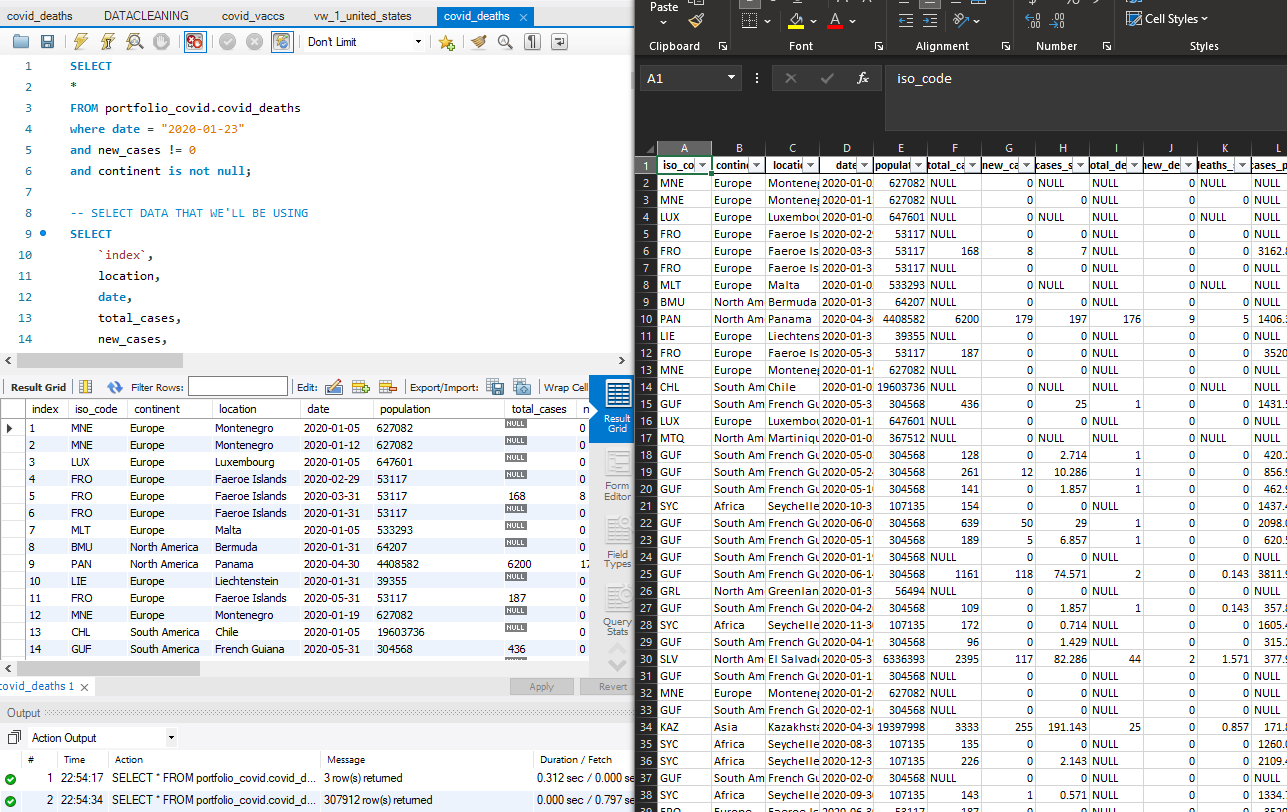 covid_deaths DATACLEANING covid_vaccs vw_1_united_states covid_deaths
Don't Limit
1 SELECT
2 *
3 FROM portfolio_covid.covid_deaths
4 where date = "2020-01-23"
5 and new_cases != 0
6 and continent is not null;
7
8 -- SELECT DATA THAT WE'LL BE USING
9 SELECT
10 `index`,
11 location,
12 date,
13 total_cases,
14 new_cases,
Result Grid Filter Rows: Edit: Export/Import: Wrap Cell
index iso_code continent location date population total_cases n
1 MNE Europe Montenegro 2020-01-05 627082 NULL 0
2 MNE Europe Montenegro 2020-01-12 627082 NULL 0
3 LUX Europe Luxembourg 2020-01-05 647601 NULL 0
4 FRO Europe Faeroe Islands 2020-02-29 53117 NULL 0
5 FRO Europe Faeroe Islands 2020-03-31 53117 168 8
6 FRO Europe Faeroe Islands 2020-01-31 53117 NULL 0
7 MLT Europe Malta 2020-01-05 533293 NULL 0
8 BMU North America Bermuda 2020-01-31 64207 NULL 0
9 PAN North America Panama 2020-04-30 4408582 6200 17
10 LIE Europe Liechtenstein 2020-01-31 39355 NULL 0
11 FRO Europe Faeroe Islands 2020-05-31 53117 187 0
12 MNE Europe Montenegro 2020-01-19 627082 NULL 0
13 CHL South America Chile 2020-01-05 19603736 NULL 0
14 GUF South America French Guiana 2020-05-31 304568 436 0
Result
Grid
Form
Editor
Field
Types
Query
Stats
covid_deaths 1 Apply Revert
Output
Action Output
# Time Action Message Duration / Fetch
1 22:54:17 SELECT * FROM portfolio_covid.covid_d... 3 row(s) returned 0.312 sec / 0.000 se
2 22:54:34 SELECT * FROM portfolio_covid.covid_d... 307912 row(s) returned 0.000 sec / 0.797 se
Paste Cell Styles
Clipboard Font Alignment Number Styles
A1 fx iso_code
A B C D E F G H I J K L
1 iso_co contine locatio date populat total_ca new_ca cases_s otal_de new_de leaths_ cases_p
2 MNE Europe Monteneg 2020-01-0 627082 NULL 0 NULL NULL 0 NULL NULL
3 MNE Europe Monteneg 2020-01-1 627082 NULL 0 0 NULL 0 0 NULL
4 LUX Europe Luxembou 2020-01-0 647601 NULL 0 NULL NULL 0 NULL NULL
5 FRO Europe Faeroe Is 2020-02-2 53117 NULL 0 0 NULL 0 0 NULL
6 FRO Europe Faeroe Is 2020-03-3 53117 168 8 7 NULL 0 0 3162.8
7 FRO Europe Faeroe Is 2020-01-3 53117 NULL 0 0 NULL 0 0 NULL
8 MLT Europe Malta 2020-01-0 533293 NULL 0 NULL NULL 0 NULL NULL
9 BMU North Am Bermuda 2020-01-3 64207 NULL 0 0 NULL 0 0 NULL
10 PAN North Am Panama 2020-04-3 4408582 6200 179 197 176 9 5 1406.3
11 LIE Europe Liechtens 2020-01-3 39355 NULL 0 0 NULL 0 0 NULL
12 FRO Europe Faeroe Is 2020-05-3 53117 187 0 0 NULL 0 0 3520
13 MNE Europe Monteneg 2020-01-1 627082 NULL 0 0 NULL 0 0 NULL
14 CHL South Am Chile 2020-01-0 19603736 NULL 0 NULL NULL 0 NULL NULL
15 GUF South Am French Gu 2020-05-3 304568 436 0 25 1 0 0 1431.5
16 LUX Europe Luxembou 2020-01-1 647601 NULL 0 0 NULL 0 0 NULL
17 MTQ North Am Martiniqu 2020-01-0 367512 NULL 0 NULL NULL 0 NULL NULL
18 GUF South Am French Gu 2020-05-0 304568 128 0 2.714 1 0 0 420.2
19 GUF South Am French Gu 2020-05-2 304568 261 12 10.286 1 0 0 856.9
20 GUF South Am French Gu 2020-05-1 304568 141 0 1.857 1 0 0 462.9
21 SYC Africa Seychelle 2020-10-3 107135 154 0 0 NULL 0 0 1437.4
22 GUF South Am French Gu 2020-06-0 304568 639 50 29 1 0 0 2098.0
23 GUF South Am French Gu 2020-05-1 304568 189 5 6.857 1 0 0 620.5
24 GUF South Am French Gu 2020-01-1 304568 NULL 0 0 NULL 0 0 NULL
25 GUF South Am French Gu 2020-06-1 304568 1161 118 74.571 2 0 0.143 3811.9
26 GRL North Am Greenlan 2020-01-3 56494 NULL 0 0 NULL 0 0 NULL
27 GUF South Am French Gu 2020-04-2 304568 109 0 1.857 1 0 0.143 357.8
28 SYC Africa Seychelle 2020-11-3 107135 172 0 0.714 NULL 0 0 1605.4
29 GUF South Am French Gu 2020-04-1 304568 96 0 1.429 NULL 0 0 315.2
30 SLV North Am El Salvado 2020-05-3 6336393 2395 117 82.286 44 2 1.571 377.9
31 GUF South Am French Gu 2020-01-1 304568 NULL 0 0 NULL 0 0 NULL
32 MNE Europe Monteneg 2020-01-2 627082 NULL 0 0 NULL 0 0 NULL
33 GUF South Am French Gu 2020-02-1 304568 NULL 0 0 NULL 0 0 NULL
34 KAZ Asia Kazakhsta 2020-04-3 19397998 3333 255 191.143 25 0 0.857 171.8
35 SYC Africa Seychelle 2020-08-3 107135 135 0 0 NULL 0 0 1260.0
36 SYC Africa Seychelle 2020-12-3 107135 226 0 2.143 NULL 0 0 2109.4
37 GUF South Am French Gu 2020-02-0 304568 NULL 0 0 NULL 0 0 NULL
38 SYC Africa Seychelle 2020-09-3 107135 143 1 0.571 NULL 0 0 1334.7